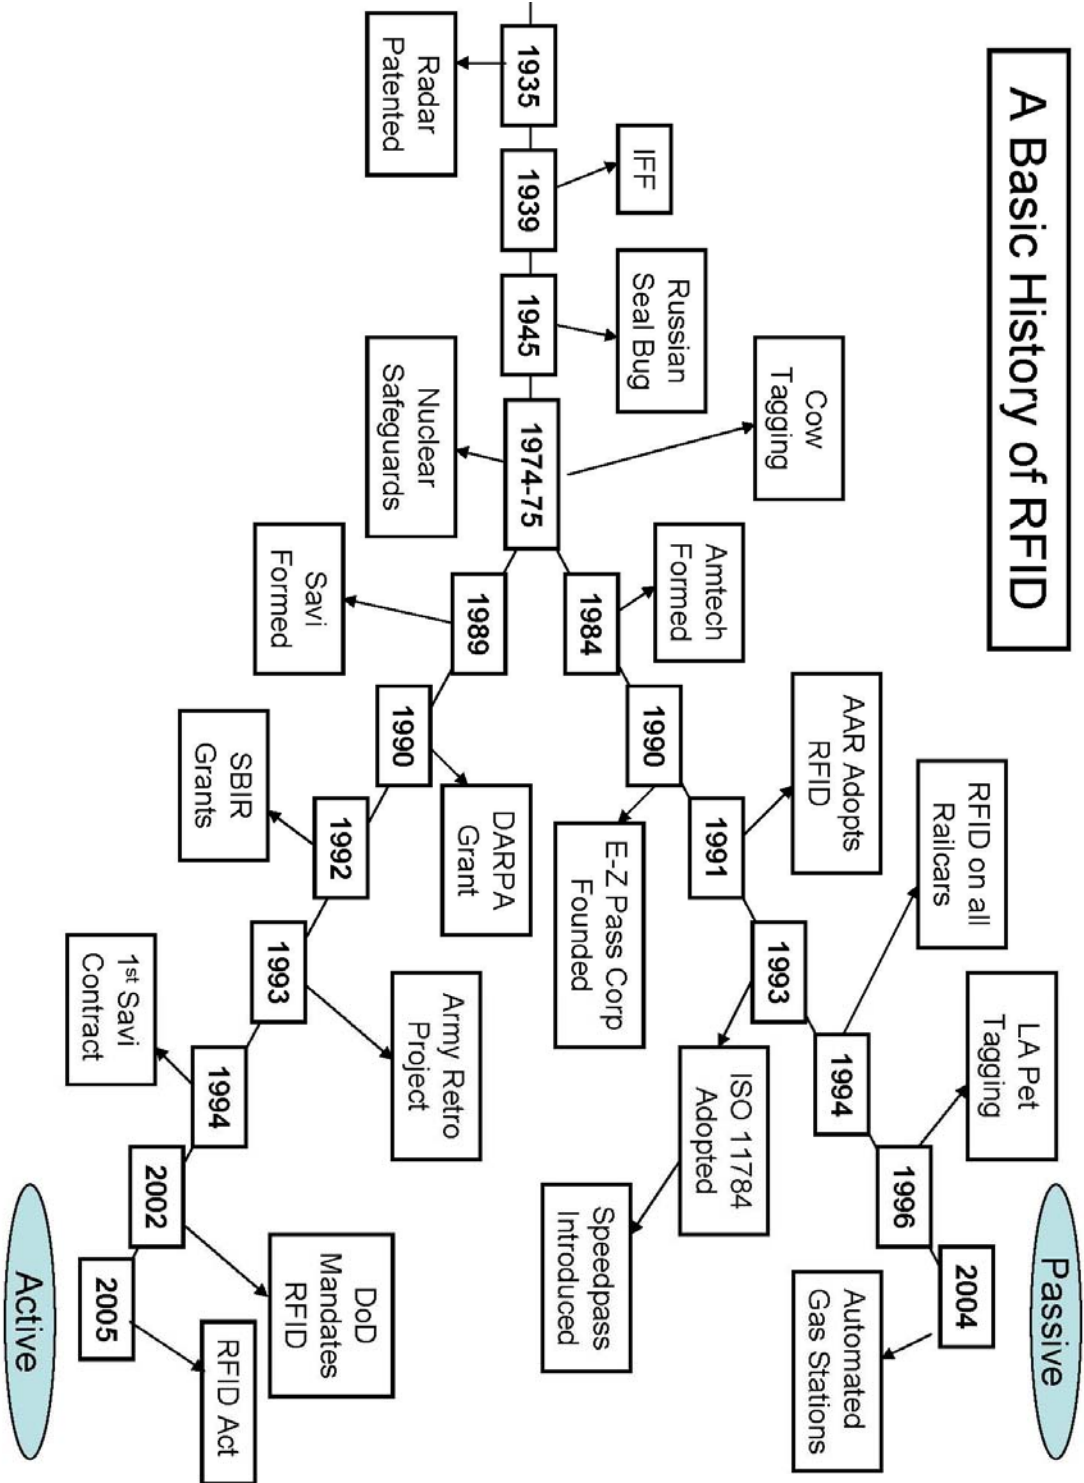 A Basic History of RFID
1935
Radar
Patented
1939
IFF
1945
Russian
Seal Bug
1974-75
Cow
Tagging
Nuclear
Safeguards
Passive
1984
Amtech
Formed
1990
E-Z Pass Corp
Founded
1991
AAR Adopts
RFID
1993
ISO 11784
Adopted
Speedpass
Introduced
1994
RFID on all
Railcars
1996
LA Pet
Tagging
2004
Automated
Gas Stations
Active
1989
Savi
Formed
1990
DARPA
Grant
1992
SBIR
Grants
1993
Army Retro
Project
1994
1st Savi
Contract
2002
DoD
Mandates
RFID
2005
RFID Act